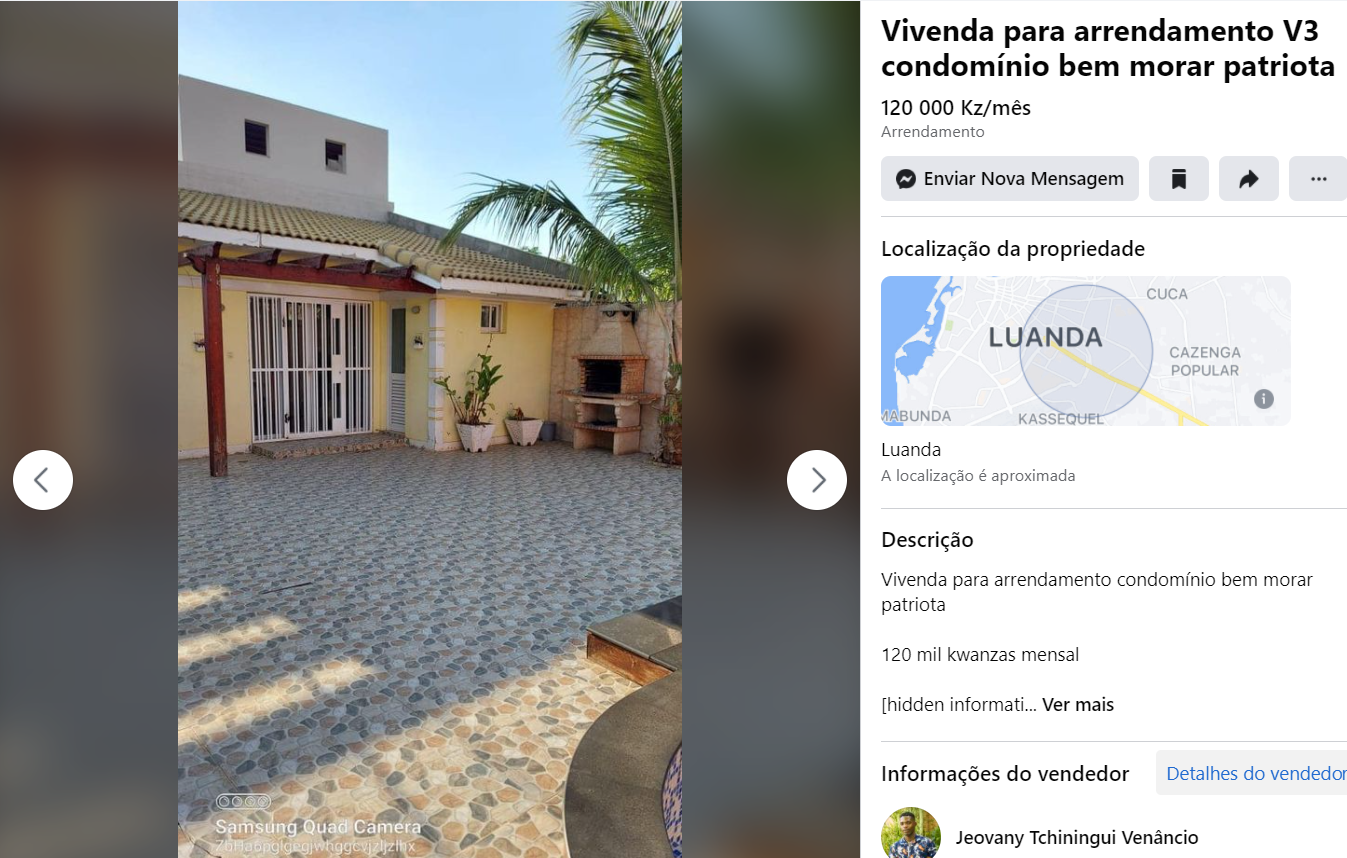 Vivenda para arrendamento V3
condomínio bem morar patriota
120 000 Kz/mês
Arrendamento
Enviar Nova Mensagem
Localização da propriedade
CUCA
LUANDA
CAZENGA
POPULAR
MABUNDA
KASSEQUEL
Luanda
A localização é aproximada
Descrição
Vivenda para arrendamento condomínio bem morar
patriota
120 mil kwanzas mensal
[hidden informati... Ver mais
Informações do vendedor
Detalhes do vendedor
Jeovany Tchiningui Venâncio
Samsung Quad Camera